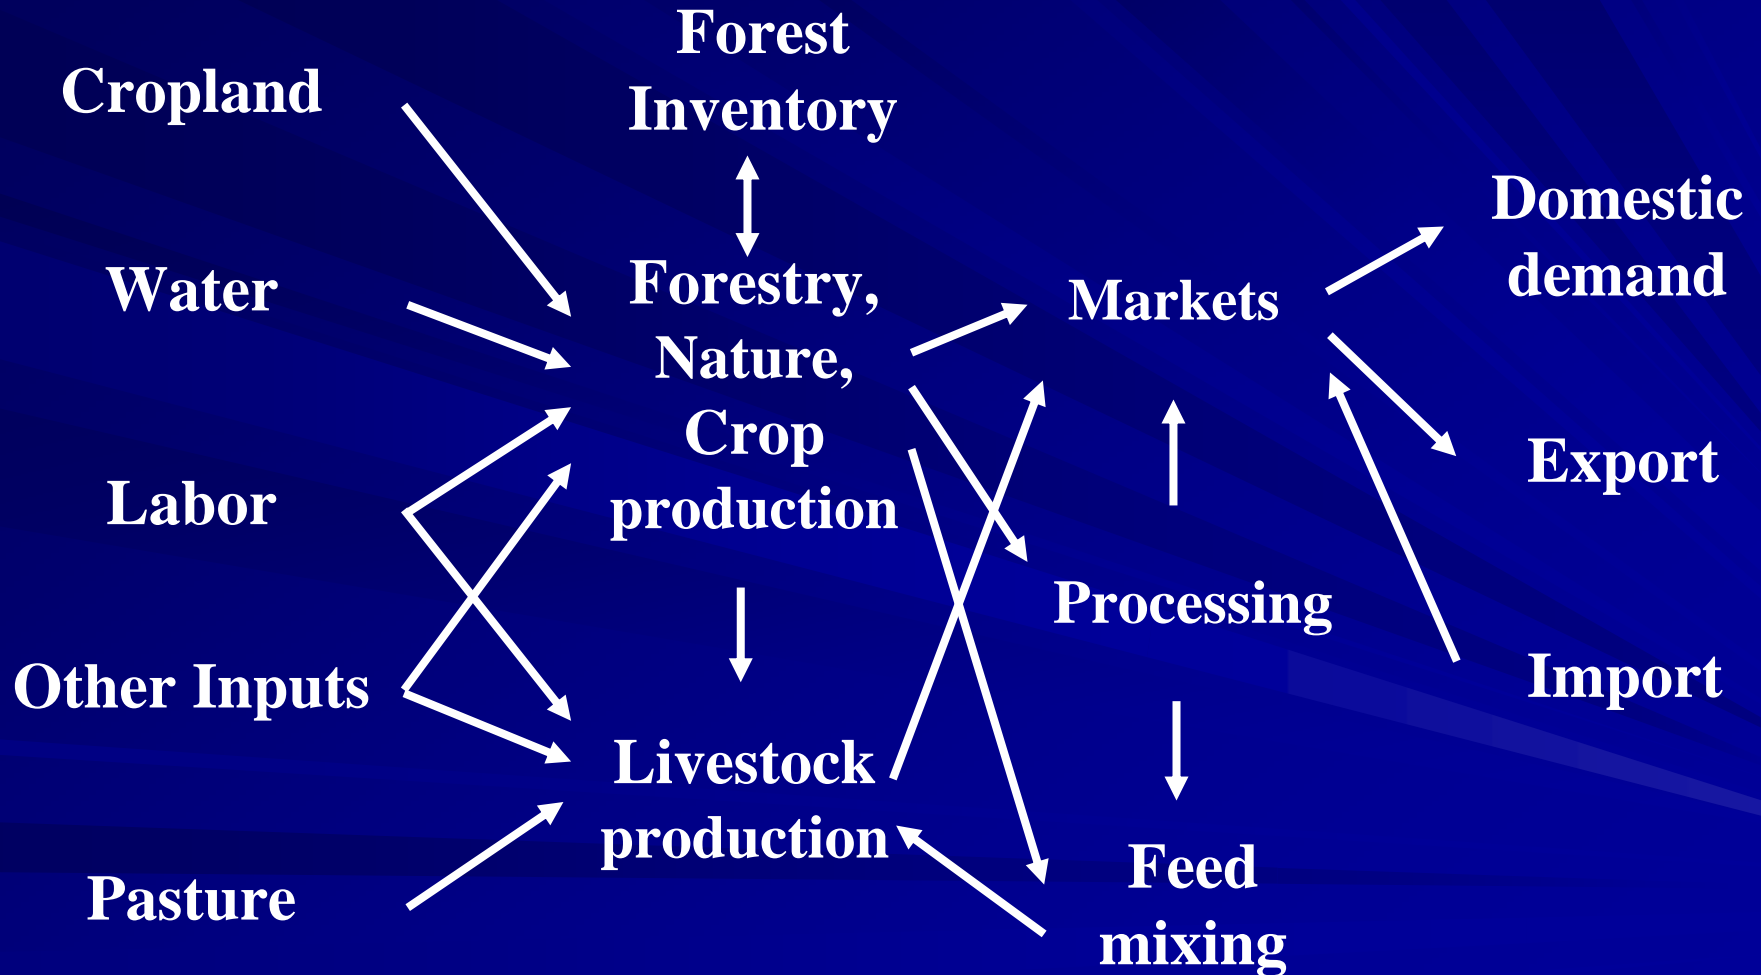 Cropland
Water
Labor
Other Inputs
Pasture
Forest
Inventory
Forestry,
Nature,
Crop
production
Livestock
production
Markets
Processing
Feed
mixing
Domestic
demand
Export
Import